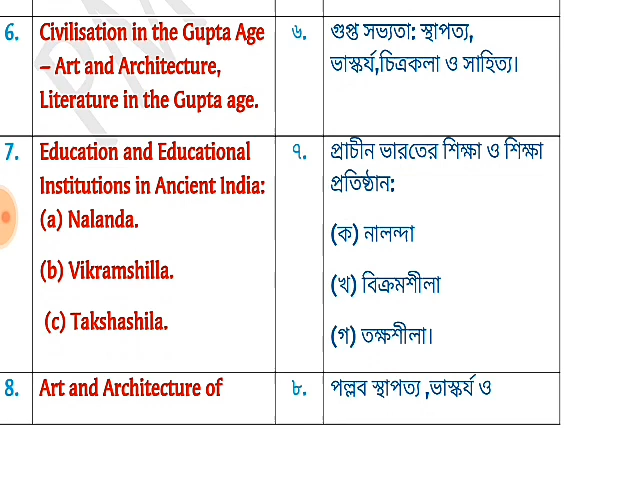 6. Civilisation in the Gupta Age
– Art and Architecture,
Literature in the Gupta age.
৬. গুপ্ত সভ্যতা: স্থাপত্য,
ভাস্কর্য,চিত্রকলা ও সাহিত্য।
7. Education and Educational
Institutions in Ancient India:
(a) Nalanda.
(b) Vikramshilla.
(c) Takshashila.
৭. প্রাচীন ভারতের শিক্ষা ও শিক্ষা
প্রতিষ্ঠান:
(ক) নালন্দা
(খ) বিক্রমশীলা
(গ) তক্ষশীলা।
8. Art and Architecture of
৮. পল্লব স্থাপত্য ,ভাস্কর্য ও